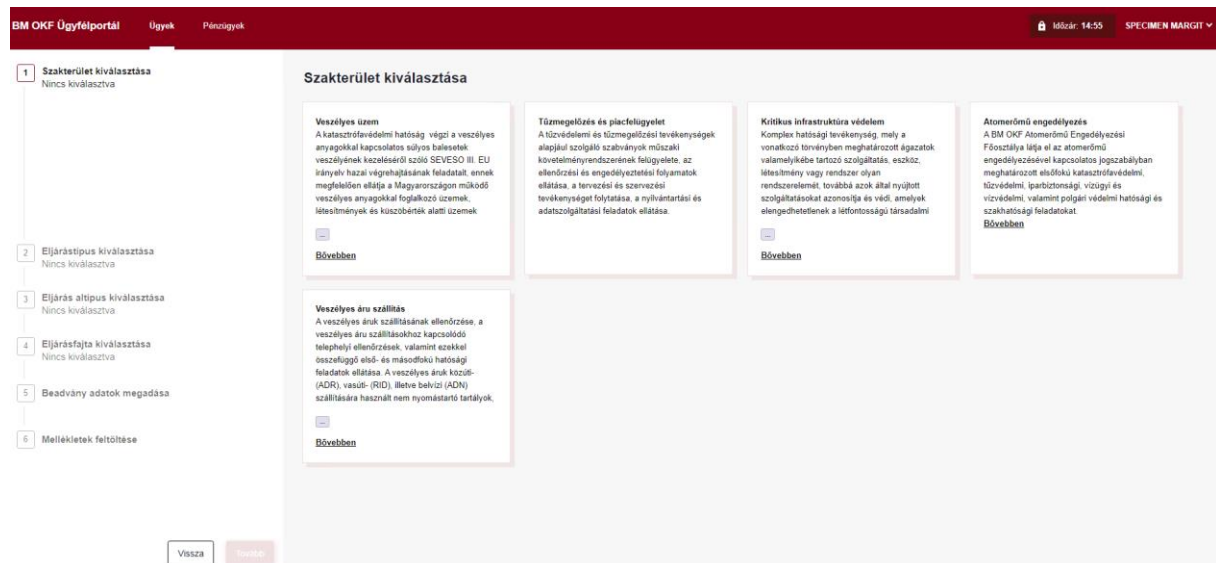 BM OKF Ügyfélportál Ügyek Pénzügyek Időzár: 14:55 SPECIMEN MARGIT
1 Szakterület kiválasztása
Nincs kiválasztva
2 Eljárástípus kiválasztása
Nincs kiválasztva
3 Eljárás altípus kiválasztása
Nincs kiválasztva
4 Eljárásfajta kiválasztása
Nincs kiválasztva
5 Beadvány adatok megadása
6 Mellékletek feltöltése
Vissza Tovább
Szakterület kiválasztása
Veszélyes üzem
A katasztrófavédelmi hatóság végzi a veszélyes
anyagokkal kapcsolatos súlyos balesetek
veszélyének kezeléséről szóló SEVESO III. EU
irányelv hazai végrehajtásának feladatait, ennek
megfelelően ellátja a Magyarországon működő
veszélyes anyagokkal foglalkozó üzemek,
létesítmények és küszöbérték alatti üzemek
...
Bővebben
Tűzmegelőzés és piacfelügyelet
A tűzvédelmi és tűzmegelőzési tevékenységek
alapjául szolgáló szabványok műszaki
követelményrendszerének felügyelete, az
ellenőrzési és engedélyeztetési folyamatok
ellátása, a tervezési és szervezési
tevékenységet folytatása, a nyilvántartási és
adatszolgáltatási feladatok ellátása.
Kritikus infrastruktúra védelem
Komplex hatósági tevékenység, mely a
vonatkozó törvényben meghatározott ágazatok
valamelyikébe tartozó szolgáltatás, eszköz,
létesítmény vagy rendszer olyan
rendszerelemét, továbbá azok által nyújtott
szolgáltatásokat azonosítja és védi, amelyek
elengedhetetlenek a létfontosságú társadalmi
...
Bővebben
Atomerőmű engedélyezés
A BM OKF Atomerőmű Engedélyezési
Főosztálya látja el az atomerőmű
engedélyezésével kapcsolatos jogszabályban
meghatározott elsőfokú katasztrófavédelmi,
tűzvédelmi, iparbiztonsági, vízügyi és
vízvédelmi, valamint polgári védelmi hatósági és
szakhatósági feladatokat
Bővebben
Veszélyes áru szállítás
A veszélyes áruk szállításának ellenőrzése, a
veszélyes áru szállításokhoz kapcsolódó
telephelyi ellenőrzések, valamint ezekkel
összefüggő első- és másodfokú hatósági
feladatok ellátása. A veszélyes áruk közúti-
(ADR), vasúti- (RID), illetve belvízi (ADN)
szállítására használt nem nyomástartó tartályok,
...
Bővebben